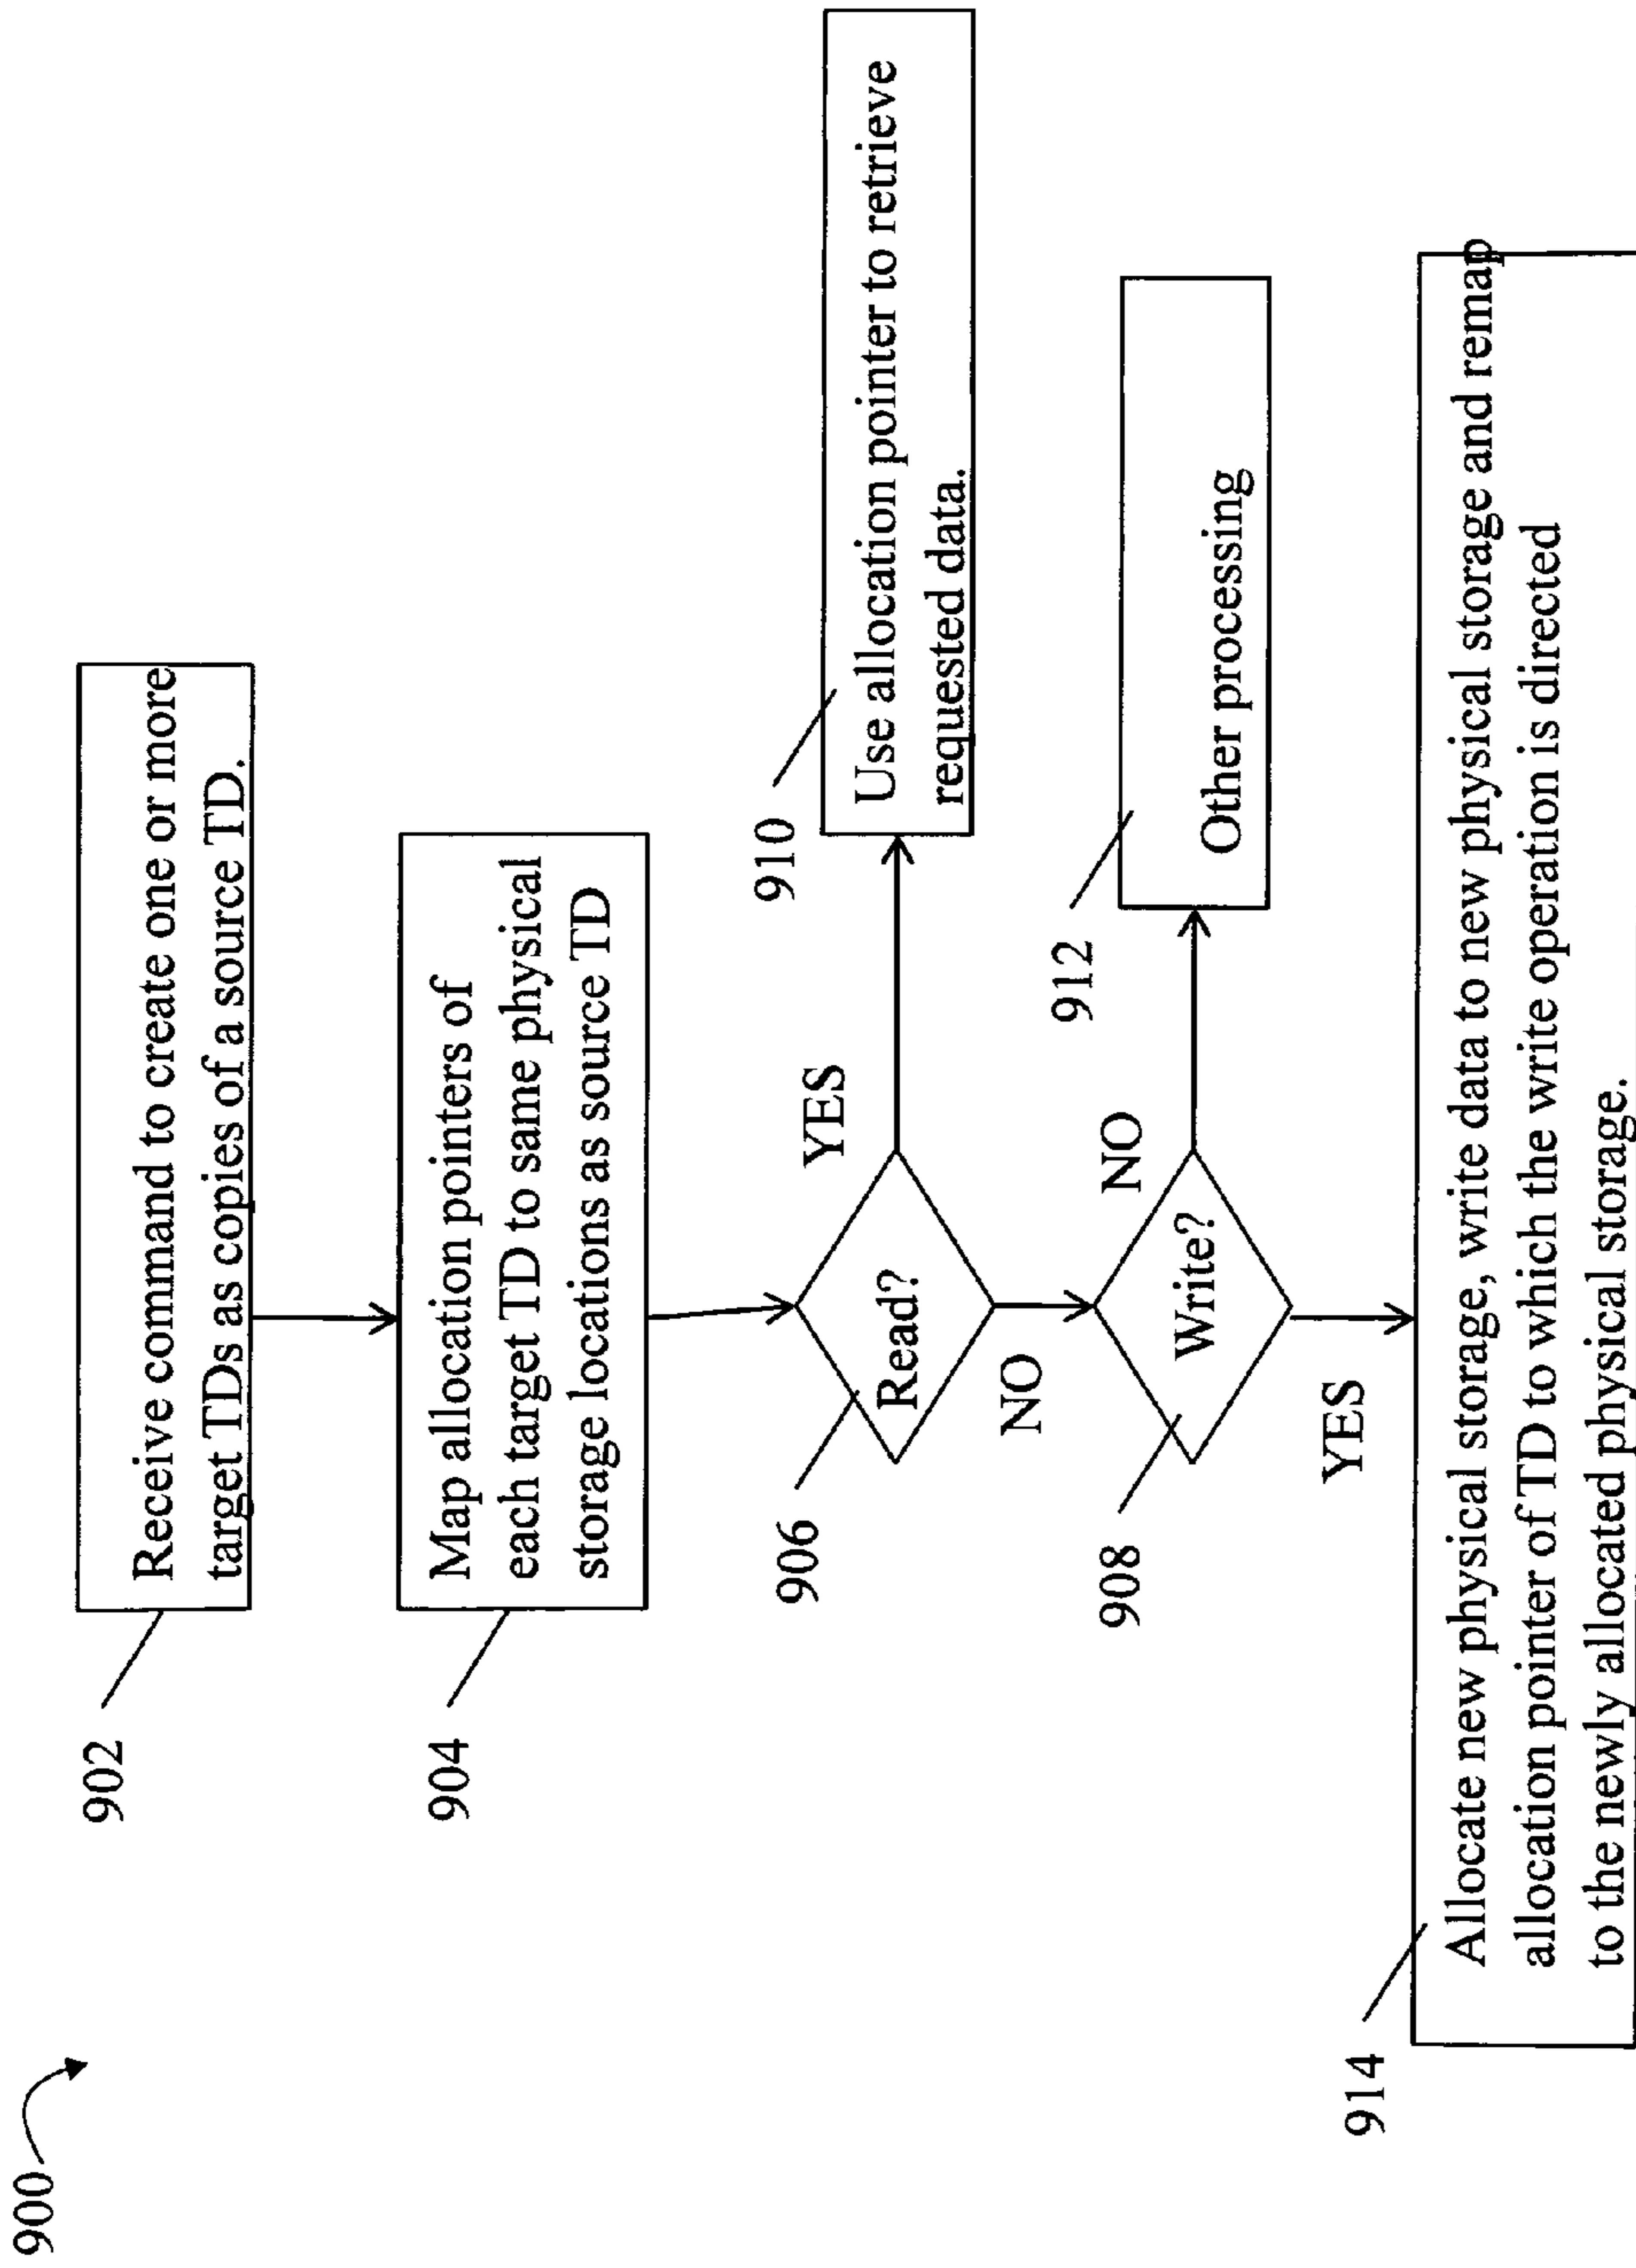 900
902
Receive command to create one or more
target TDs as copies of a source TD.
904
Map allocation pointers of
each target TD to same physical
storage locations as source TD
906
Read?
YES
910
Use allocation pointer to retrieve
requested data.
NO
908
Write?
NO
912
Other processing
YES
914
Allocate new physical storage, write data to new physical storage and remap
allocation pointer of TD to which the write operation is directed
to the newly allocated physical storage.